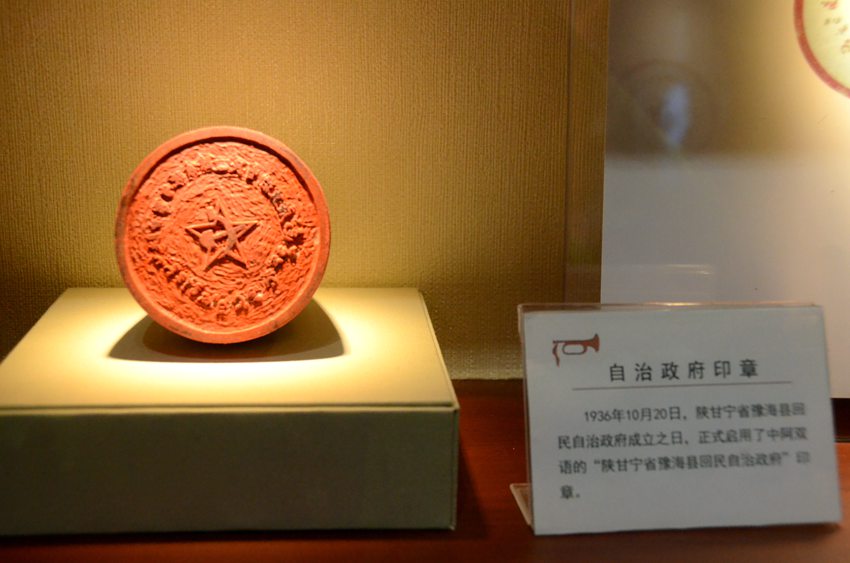 自治政府印章
1936年10月20日，陕甘宁省豫海县回
民自治政府成立之日，正式启用了中阿双
语的“陕甘宁省豫海县回民自治政府”印
章。